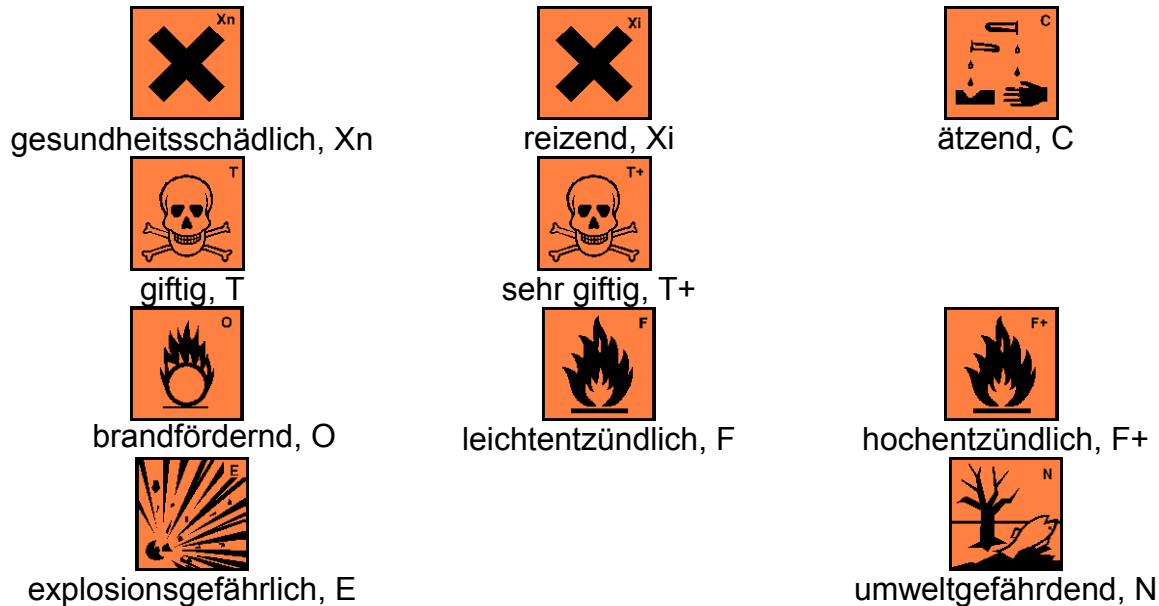 Xn Xi C
gesundheitsschädlich, Xn reizend, Xi ätzend, C
T T+
giftig, T sehr giftig, T+
O F F+
brandfördernd, O leichtentzündlich, F hochentzündlich, F+
E N
explosionsgefährlich, E umweltgefährdend, N